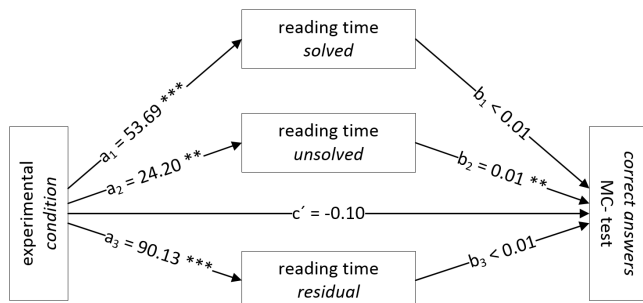 experimental
condition
a₁ = 53.69 ***
a₂ = 24.20 **
c´ = -0.10
a₃ = 90.13 ***
reading time
solved
reading time
unsolved
reading time
residual
b₁ < 0.01
b₂ = 0.01 **
b₃ < 0.01
correct answers
MC- test